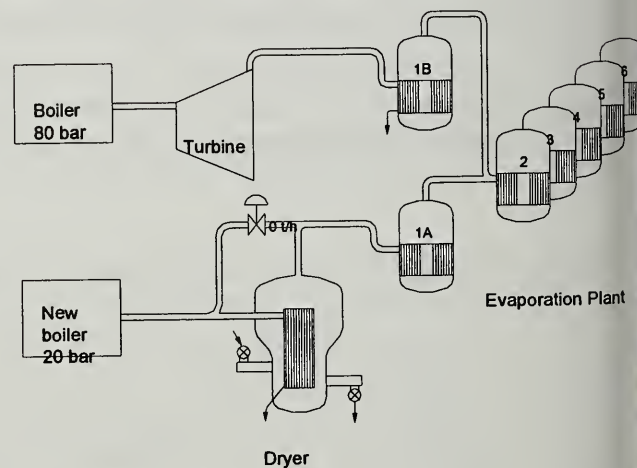 1B
6
5
4
3
2
Boiler
80 bar
Turbine
0 t/h
1A
New
boiler
20 bar
Evaporation Plant
Dryer